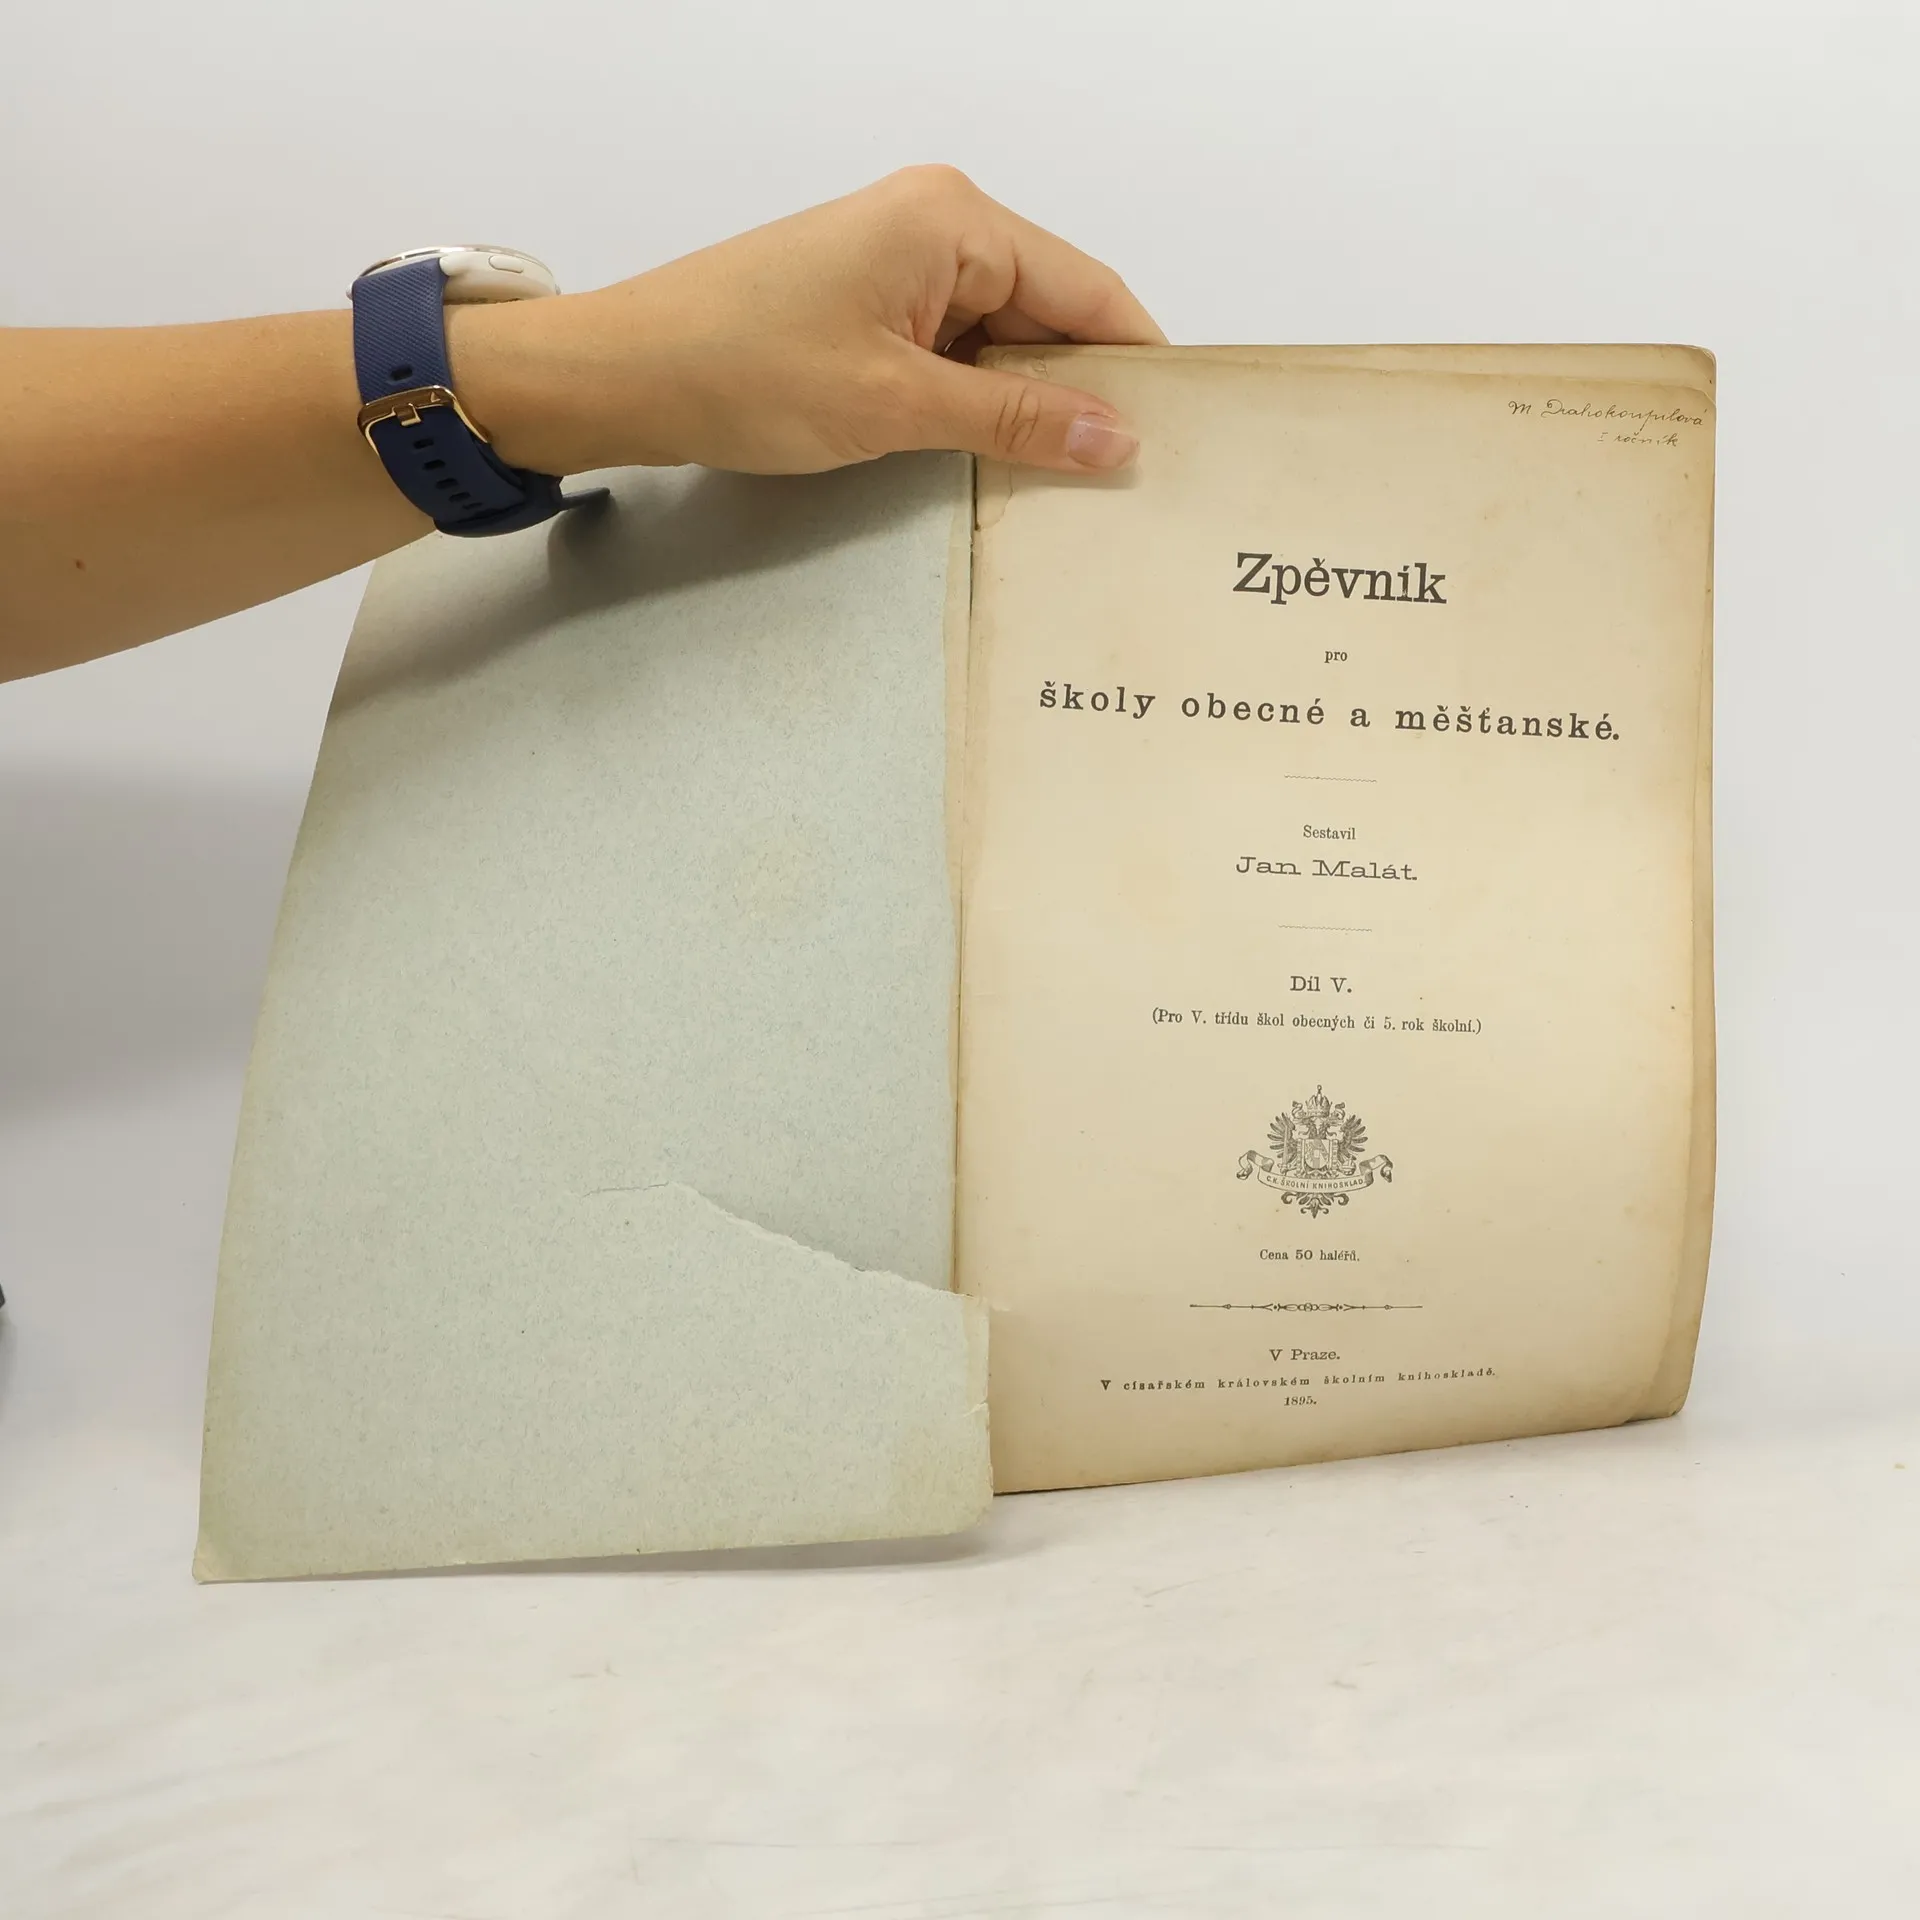 M Drahokoupilová
I ročník
Zpěvník
pro
školy obecné a měšťanské.
Sestavil
Jan Malát.
Díl V.
(Pro V. třídu škol obecných či 5. rok školní.)
C.K. ŠKOLNÍ KNIHOSKLAD.
Cena 50 haléřů.
V Praze.
V císařském královském školním knihoskladě.
1895.